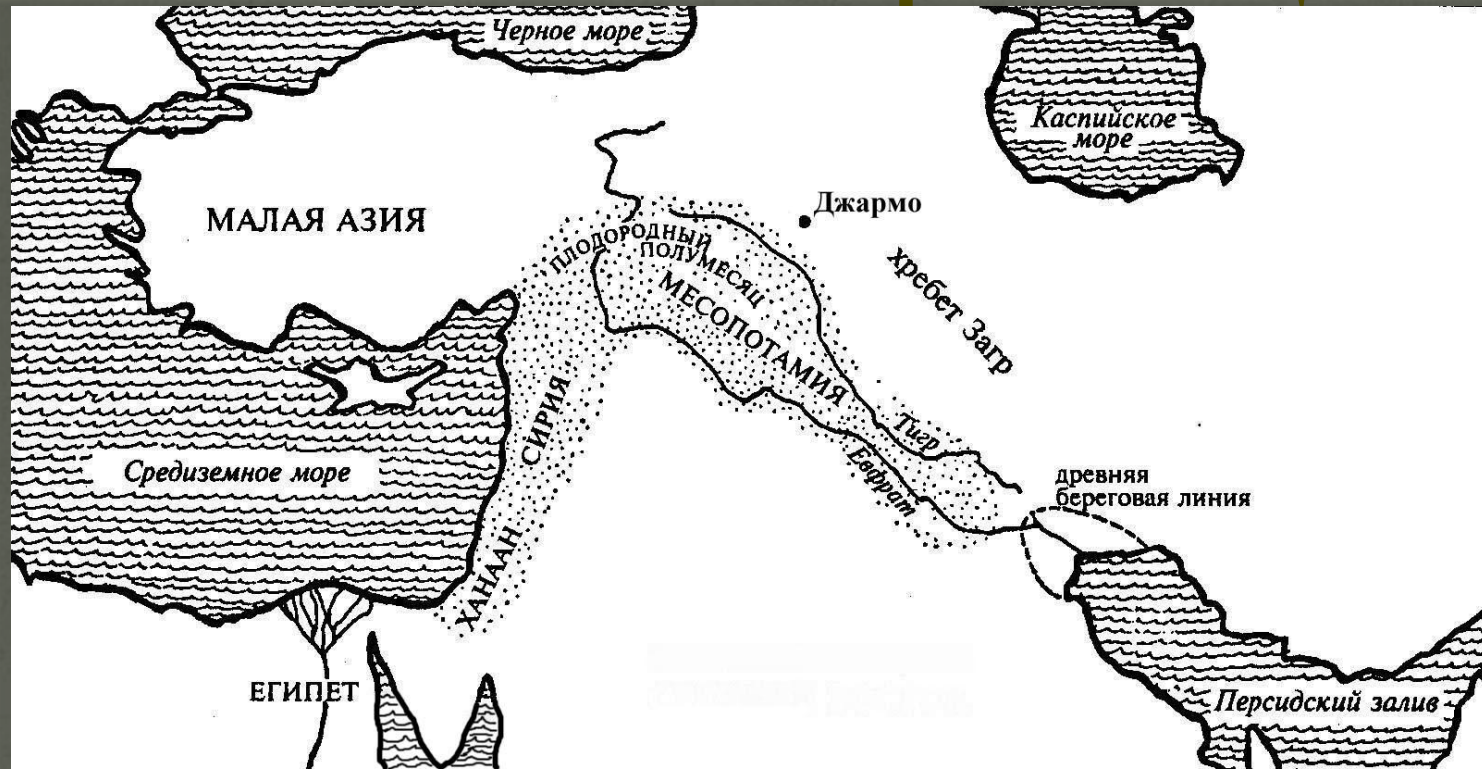 Черное море
Каспийское
море
Джармо
МАЛАЯ АЗИЯ
ПЛОДОРОДНЫЙ
ПОЛУМЕСЯЦ
МЕСОПОТАМИЯ
хребет Загр
СИРИЯ
Тигр
Евфрат
Средиземное море
древняя
береговая линия
ХАНААН
ЕГИПЕТ
Персидский залив